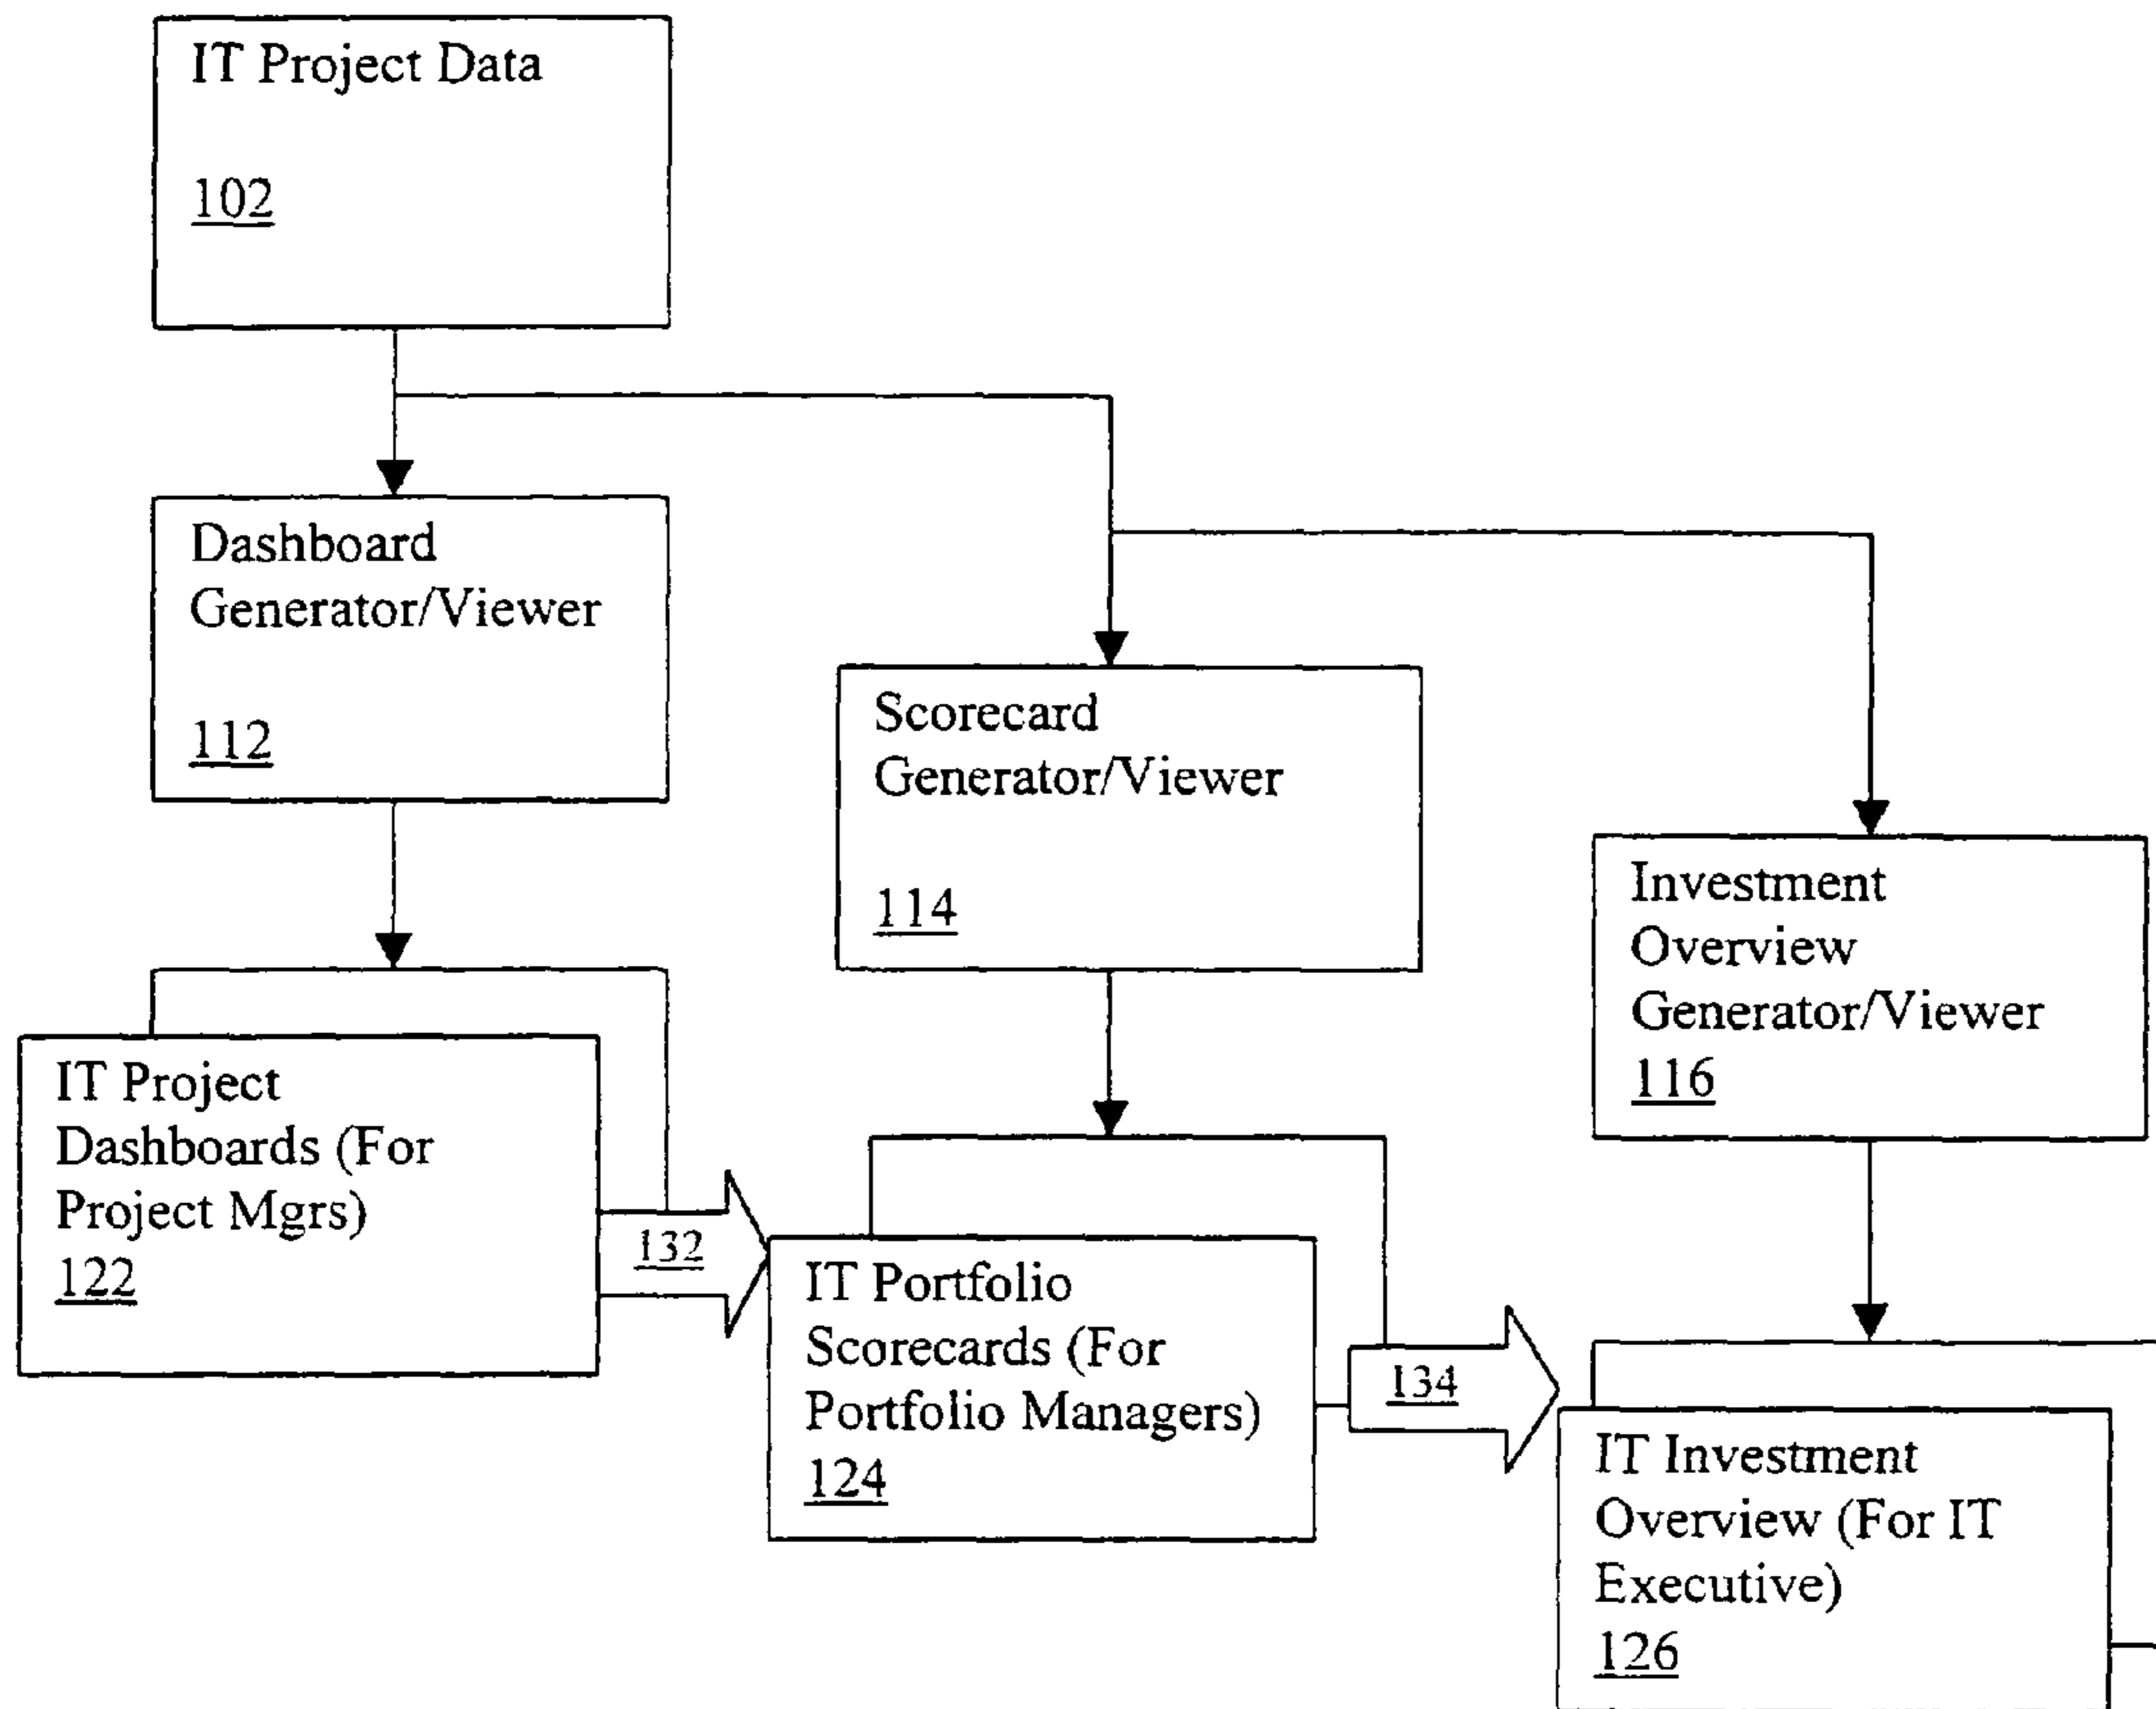 IT Project Data
102
Dashboard
Generator/Viewer
112
Scorecard
Generator/Viewer
114
Investment
Overview
Generator/Viewer
116
IT Project
Dashboards (For
Project Mgrs)
122
132
IT Portfolio
Scorecards (For
Portfolio Managers)
124
134
IT Investment
Overview (For IT
Executive)
126